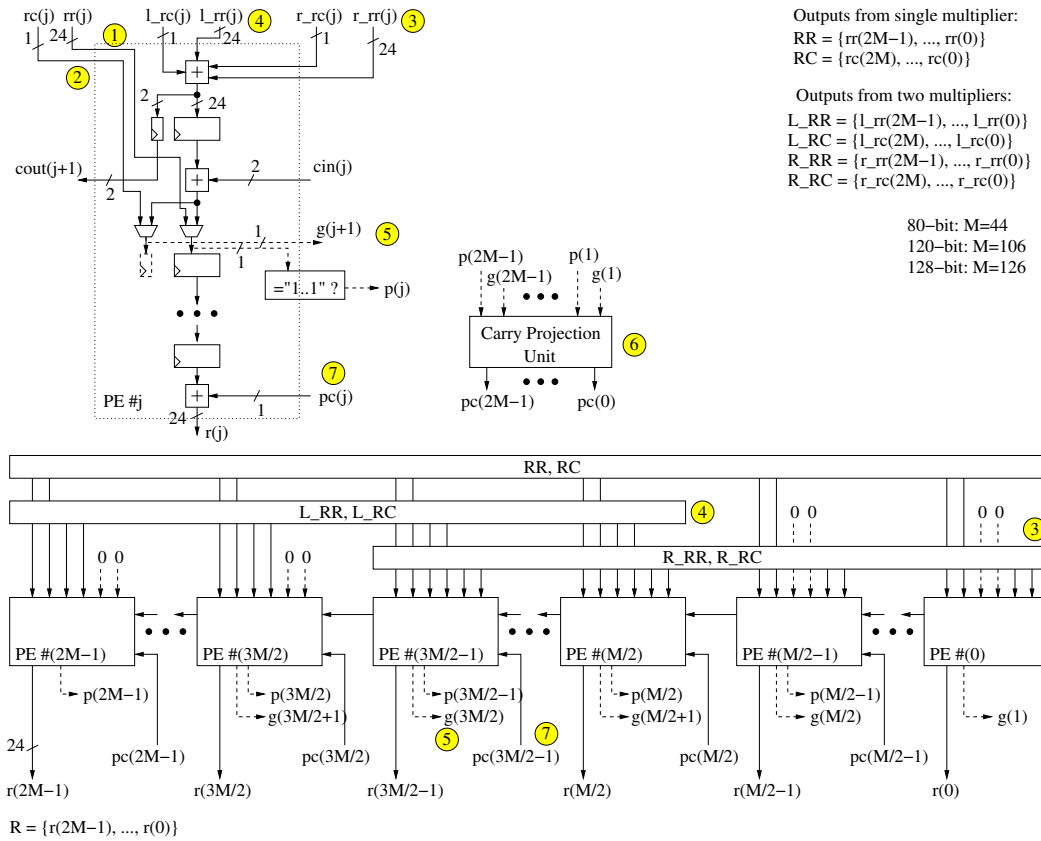 rc(j) rr(j) l_rc(j) l_rr(j) r_rc(j) r_rr(j)
1 24 1 24 1 24
1 2 3 4
+
2 24
cout(j+1) + cin(j)
2 2
g(j+1) 5
1
1
="1..1" ? p(j)
7
PE #j + pc(j)
24 1
r(j)
p(2M−1) p(1)
g(2M−1) g(1)
Carry Projection
Unit
6
pc(2M−1) pc(0)
Outputs from single multiplier:
RR = {rr(2M−1), ..., rr(0)}
RC = {rc(2M), ..., rc(0)}
Outputs from two multipliers:
L_RR = {l_rr(2M−1), ..., l_rr(0)}
L_RC = {l_rc(2M), ..., l_rc(0)}
R_RR = {r_rr(2M−1), ..., r_rr(0)}
R_RC = {r_rc(2M), ..., r_rc(0)}
80−bit: M=44
120−bit: M=106
128−bit: M=126
RR, RC
L_RR, L_RC 4
0 0 0 0 3
R_RR, R_RC
0 0 0 0
PE #(2M−1) PE #(3M/2) PE #(3M/2−1) PE #(M/2) PE #(M/2−1) PE #(0)
p(2M−1) p(3M/2) p(3M/2−1) p(M/2) p(M/2−1)
g(3M/2+1) g(3M/2) g(M/2+1) g(M/2) g(1)
5 7
24 pc(2M−1) pc(3M/2) pc(3M/2−1) pc(M/2) pc(M/2−1)
r(2M−1) r(3M/2) r(3M/2−1) r(M/2) r(M/2−1) r(0)
R = {r(2M−1), ..., r(0)}